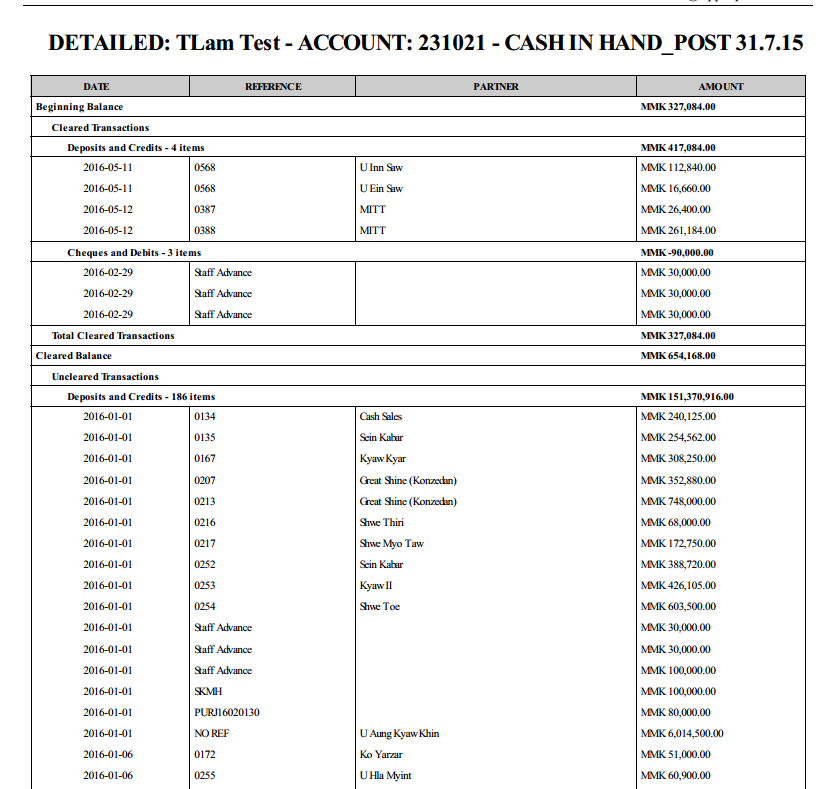 DETAILED: TLam Test - ACCOUNT: 231021 - CASH IN HAND_POST 31.7.15
DATE REFERENCE PARTNER AMOUNT
Beginning Balance MMK 327,084.00
Cleared Transactions
Deposits and Credits - 4 items MMK 417,084.00
2016-05-11 0568 U Inn Saw MMK 112,840.00
2016-05-11 0568 U Ein Saw MMK 16,660.00
2016-05-12 0387 MITT MMK 26,400.00
2016-05-12 0388 MITT MMK 261,184.00
Cheques and Debits - 3 items MMK -90,000.00
2016-02-29 Staff Advance MMK 30,000.00
2016-02-29 Staff Advance MMK 30,000.00
2016-02-29 Staff Advance MMK 30,000.00
Total Cleared Transactions MMK 327,084.00
Cleared Balance MMK 654,168.00
Uncleared Transactions
Deposits and Credits - 186 items MMK 151,370,916.00
2016-01-01 0134 Cash Sales MMK 240,125.00
2016-01-01 0135 Sein Kabar MMK 254,562.00
2016-01-01 0167 Kyaw Kyar MMK 308,250.00
2016-01-01 0207 Great Shine (Konzedan) MMK 352,880.00
2016-01-01 0213 Great Shine (Konzedan) MMK 748,000.00
2016-01-01 0216 Shwe Thiri MMK 68,000.00
2016-01-01 0217 Shwe Myo Taw MMK 172,750.00
2016-01-01 0252 Sein Kabar MMK 388,720.00
2016-01-01 0253 Kyaw II MMK 426,105.00
2016-01-01 0254 Shwe Toe MMK 603,500.00
2016-01-01 Staff Advance MMK 30,000.00
2016-01-01 Staff Advance MMK 30,000.00
2016-01-01 Staff Advance MMK 100,000.00
2016-01-01 SKMH MMK 100,000.00
2016-01-01 PURJ16020130 MMK 80,000.00
2016-01-01 NO REF U Aung Kyaw Khin MMK 6,014,500.00
2016-01-06 0172 Ko Yarzar MMK 51,000.00
2016-01-06 0255 U Hla Myint MMK 60,900.00